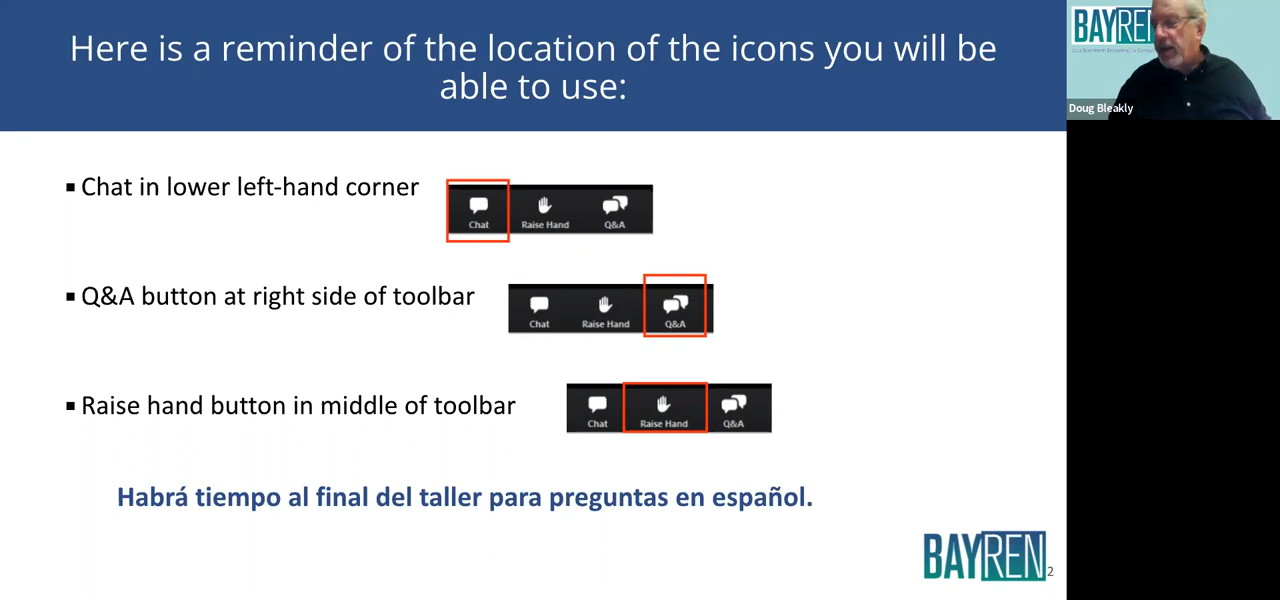 Here is a reminder of the location of the icons you will be
able to use:
BAYREN
Doug Bleakly
▪ Chat in lower left-hand corner
Chat Raise Hand Q&A
▪ Q&A button at right side of toolbar
Chat Raise Hand Q&A
▪ Raise hand button in middle of toolbar
Chat Raise Hand Q&A
Habrá tiempo al final del taller para preguntas en español.
BAYREN
2